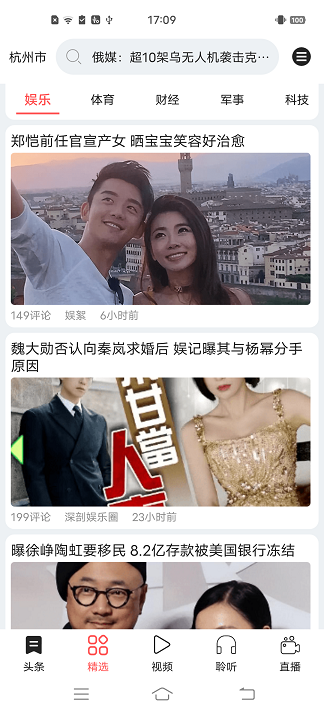 17:09
100
杭州市
俄媒：超10架乌无人机袭击克…
娱乐 体育 财经 军事 科技
郑恺前任官宣产女 晒宝宝笑容好治愈
149评论 娱絮 6小时前
魏大勋否认向秦岚求婚后 娱记曝其与杨幂分手
原因
甘當
人
199评论 深剖娱乐圈 23小时前
曝徐峥陶虹要移民 8.2亿存款被美国银行冻结
头条 精选 视频 聆听 直播